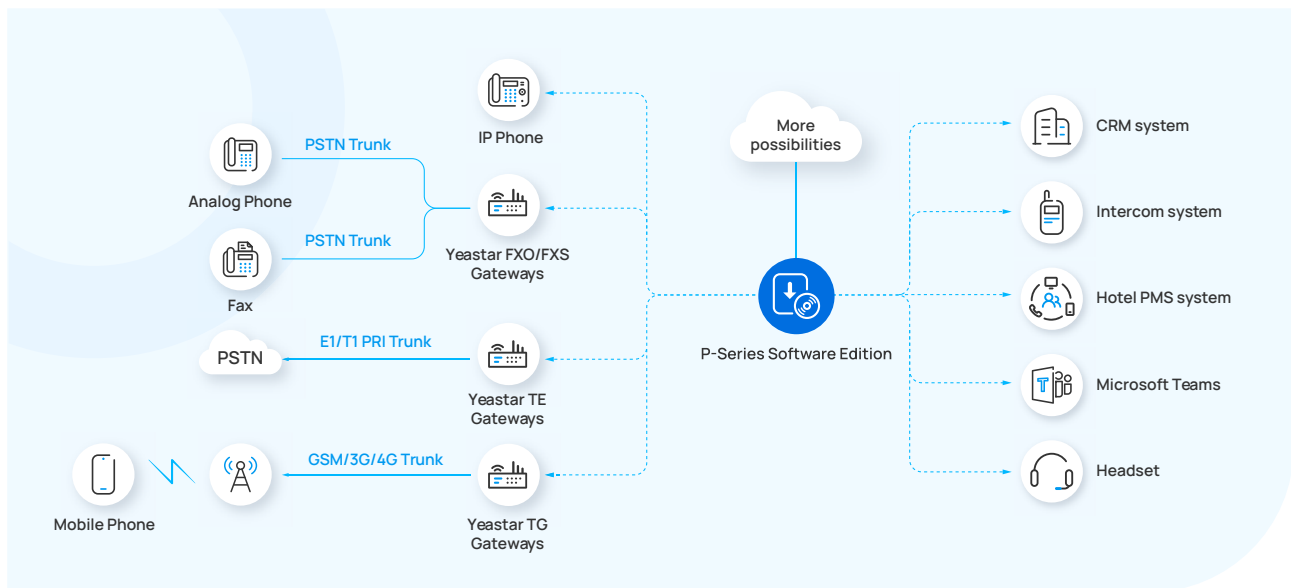 IP Phone
PSTN Trunk
Analog Phone
PSTN Trunk
Fax
Yeastar FXO/FXS
Gateways
E1/T1 PRI Trunk
PSTN
Yeastar TE
Gateways
GSM/3G/4G Trunk
Mobile Phone
Yeastar TG
Gateways
More
possibilities
P-Series Software Edition
CRM system
Intercom system
Hotel PMS system
T
Microsoft Teams
Headset